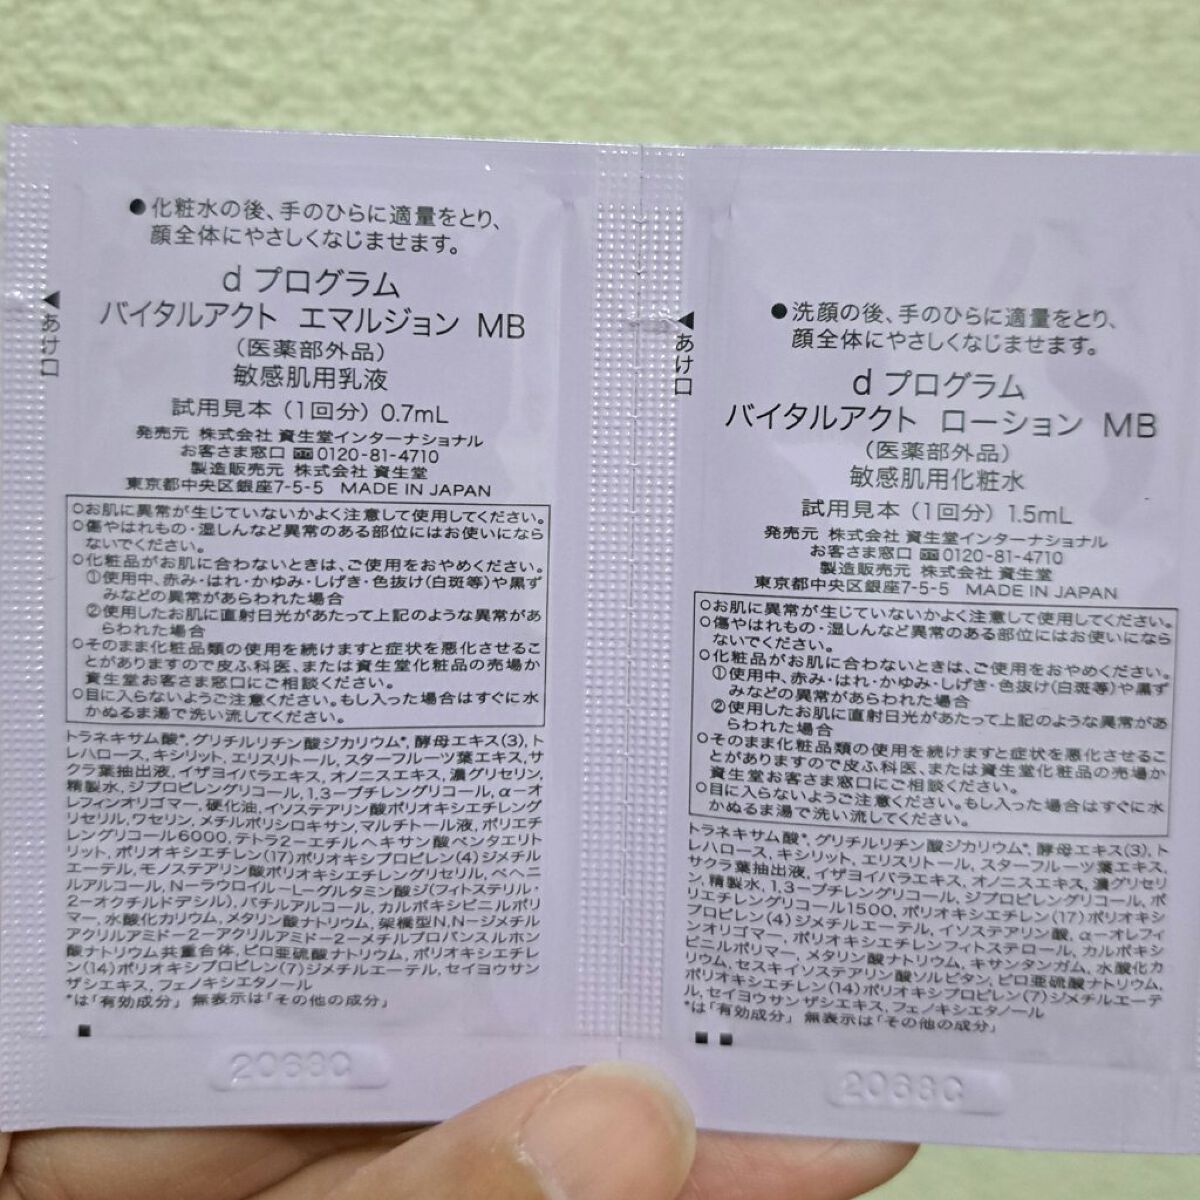 ●化粧水の後、手のひらに適量をとり、
顔全体にやさしくなじませます。
d プログラム
バイタルアクト エマルジョン MB
(医薬部外品)
敏感肌用乳液
試用見本(1回分) 0.7mL
発売元 株式会社 資生堂インターナショナル
お客さま窓口 0120-81-4710
製造販売元 株式会社 資生堂
東京都中央区銀座7-5-5 MADE IN JAPAN
○お肌に異常が生じていないかよく注意して使用してください。
○傷やはれもの・湿しんなど異常のある部位にはお使いになら
ないでください。
○化粧品がお肌に合わないときは、ご使用をおやめください。
①使用中、赤み・はれ・かゆみ・しげき・色抜け(白斑等)や黒ず
みなどの異常があらわれた場合
②使用したお肌に直射日光があたって上記のような異常があ
らわれた場合
○そのまま化粧品類の使用を続けますと症状を悪化させるこ
とがありますので皮ふ科医、または資生堂化粧品の売場か
資生堂お客さま窓口にご相談ください。
○目に入らないようご注意ください。もし入った場合はすぐに水
かぬるま湯で洗い流してください。
トラネキサム酸*,グリチルリチン酸ジカリウム*,酵母エキス(3),ト
レハロース,キシリット,エリスリトール,スターフルーツ葉エキス,サ
クラ葉抽出液,イザヨイバラエキス,オノニスエキス,濃グリセリン,
精製水,ジプロピレングリコール,1,3-ブチレングリコール,α-オ
レフィンオリゴマー,硬化油,イソステアリン酸ポリオキシエチレング
リセリル,ワセリン,メチルポリシロキサン,マルチトール液,ポリエチ
レングリコール6000,テトラ2-エチルヘキサン酸ペンタエリト
リット,ポリオキシエチレン(17)ポリオキシプロピレン(4)ジメチル
エーテル,モノステアリン酸ポリオキシエチレングリセリル,ベヘニ
ルアルコール,N-ラウロイル-L-グルタミン酸ジ(フィトステリル・
2-オクチルドデシル),バチルアルコール,カルボキシビニルポリ
マー,水酸化カリウム,メタリン酸ナトリウム,架橋型N,N-ジメチル
アクリルアミド-2-アクリルアミド-2-メチルプロパンスルホン
酸ナトリウム共重合体,ピロ亜硫酸ナトリウム,ポリオキシエチレ
ン(14)ポリオキシプロピレン(7)ジメチルエーテル,セイヨウサン
ザシエキス,フェノキシエタノール
*は「有効成分」無表示は「その他の成分」
あけ口
2068C
●洗顔の後、手のひらに適量をとり、
顔全体にやさしくなじませます。
d プログラム
バイタルアクト ローション MB
(医薬部外品)
敏感肌用化粧水
試用見本(1回分) 1.5mL
発売元 株式会社 資生堂インターナショナル
お客さま窓口 0120-81-4710
製造販売元 株式会社 資生堂
東京都中央区銀座7-5-5 MADE IN JAPAN
○お肌に異常が生じていないかよく注意して使用してください。
○傷やはれもの・湿しんなど異常のある部位にはお使いになら
ないでください。
○化粧品がお肌に合わないときは、ご使用をおやめください。
①使用中、赤み・はれ・かゆみ・しげき・色抜け(白斑等)や黒ず
みなどの異常があらわれた場合
②使用したお肌に直射日光があたって上記のような異常があ
らわれた場合
○そのまま化粧品類の使用を続けますと症状を悪化させるこ
とがありますので皮ふ科医、または資生堂化粧品の売場か
資生堂お客さま窓口にご相談ください。
○目に入らないようご注意ください。もし入った場合はすぐに水
かぬるま湯で洗い流してください。
トラネキサム酸*,グリチルリチン酸ジカリウム*,酵母エキス(3),ト
レハロース,キシリット,エリスリトール,スターフルーツ葉エキス,
サクラ葉抽出液,イザヨイバラエキス,オノニスエキス,濃グリセリ
ン,精製水,1,3-ブチレングリコール,ジプロピレングリコール,ポ
リエチレングリコール1500,ポリオキシエチレン(17)ポリオキシ
プロピレン(4)ジメチルエーテル,イソステアリン酸,α-オレフィ
ンオリゴマー,ポリオキシエチレンフィトステロール,カルボキシ
ビニルポリマー,メタリン酸ナトリウム,キサンタンガム,水酸化カ
リウム,セスキイソステアリン酸ソルビタン,ピロ亜硫酸ナトリウム,
ポリオキシエチレン(14)ポリオキシプロピレン(7)ジメチルエーテ
ル,セイヨウサンザシエキス,フェノキシエタノール
*は「有効成分」無表示は「その他の成分」
あけ口
2068C